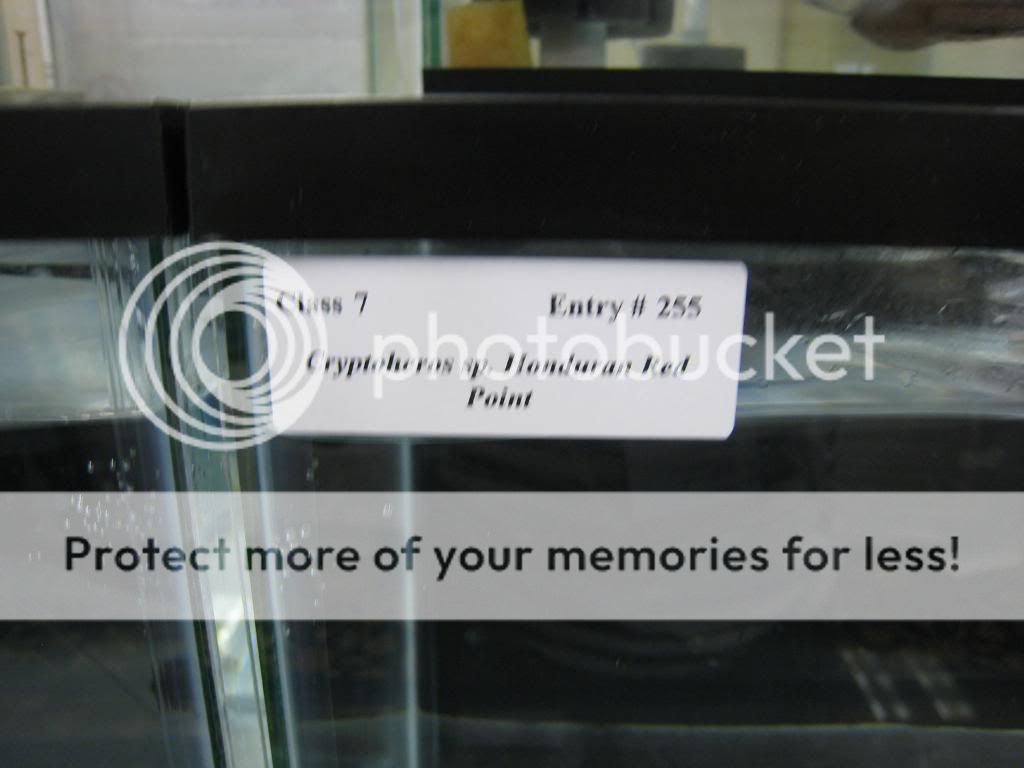 Class 7 Entry # 255
photobucket
Cryptoheros sp. Honduran Red
Point
Protect more of your memories for less!